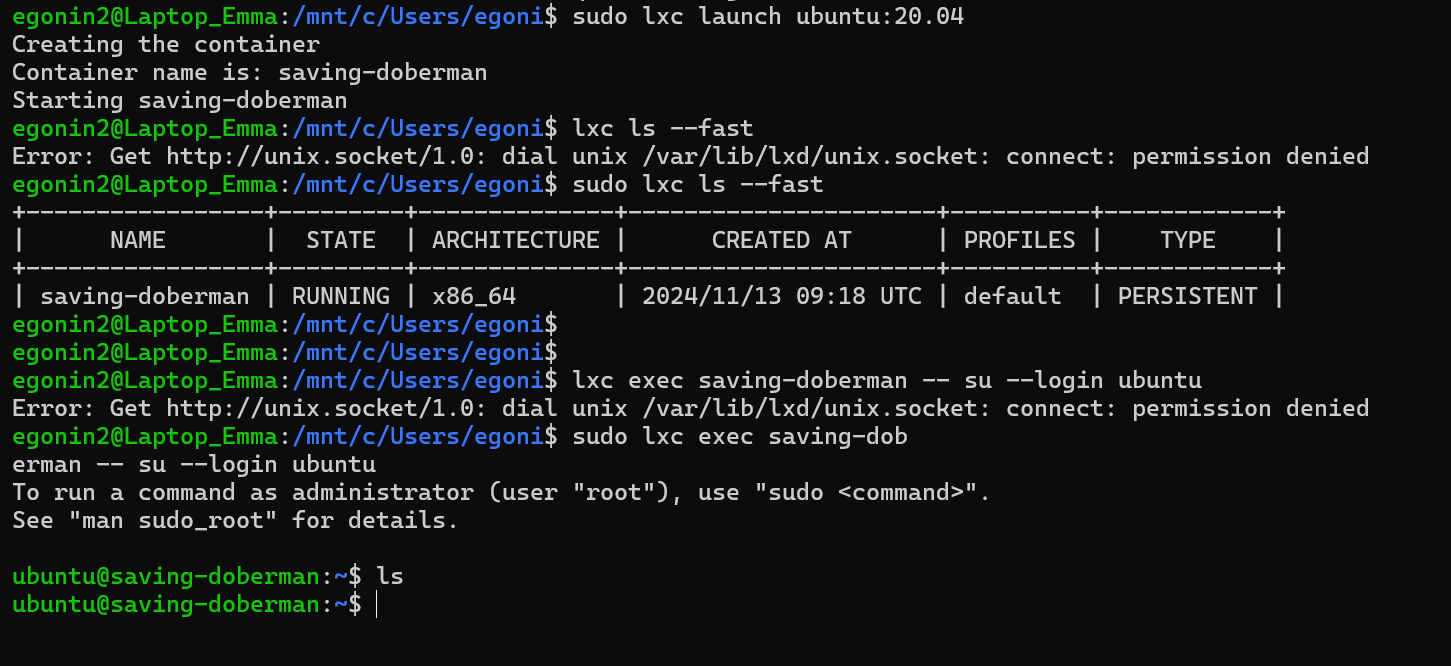 egonin2@Laptop_Emma:/mnt/c/Users/egoni$ sudo lxc launch ubuntu:20.04
Creating the container
Container name is: saving-doberman
Starting saving-doberman
egonin2@Laptop_Emma:/mnt/c/Users/egoni$ lxc ls --fast
Error: Get http://unix.socket/1.0: dial unix /var/lib/lxd/unix.socket: connect: permission denied
egonin2@Laptop_Emma:/mnt/c/Users/egoni$ sudo lxc ls --fast
+-----------------+---------+--------------+----------------------+----------+------------+
|      NAME       |  STATE  | ARCHITECTURE |      CREATED AT      | PROFILES |    TYPE    |
+-----------------+---------+--------------+----------------------+----------+------------+
| saving-doberman | RUNNING | x86_64       | 2024/11/13 09:18 UTC | default  | PERSISTENT |
egonin2@Laptop_Emma:/mnt/c/Users/egoni$
egonin2@Laptop_Emma:/mnt/c/Users/egoni$
egonin2@Laptop_Emma:/mnt/c/Users/egoni$ lxc exec saving-doberman -- su --login ubuntu
Error: Get http://unix.socket/1.0: dial unix /var/lib/lxd/unix.socket: connect: permission denied
egonin2@Laptop_Emma:/mnt/c/Users/egoni$ sudo lxc exec saving-dob
erman -- su --login ubuntu
To run a command as administrator (user "root"), use "sudo <command>".
See "man sudo_root" for details.

ubuntu@saving-doberman:~$ ls
ubuntu@saving-doberman:~$